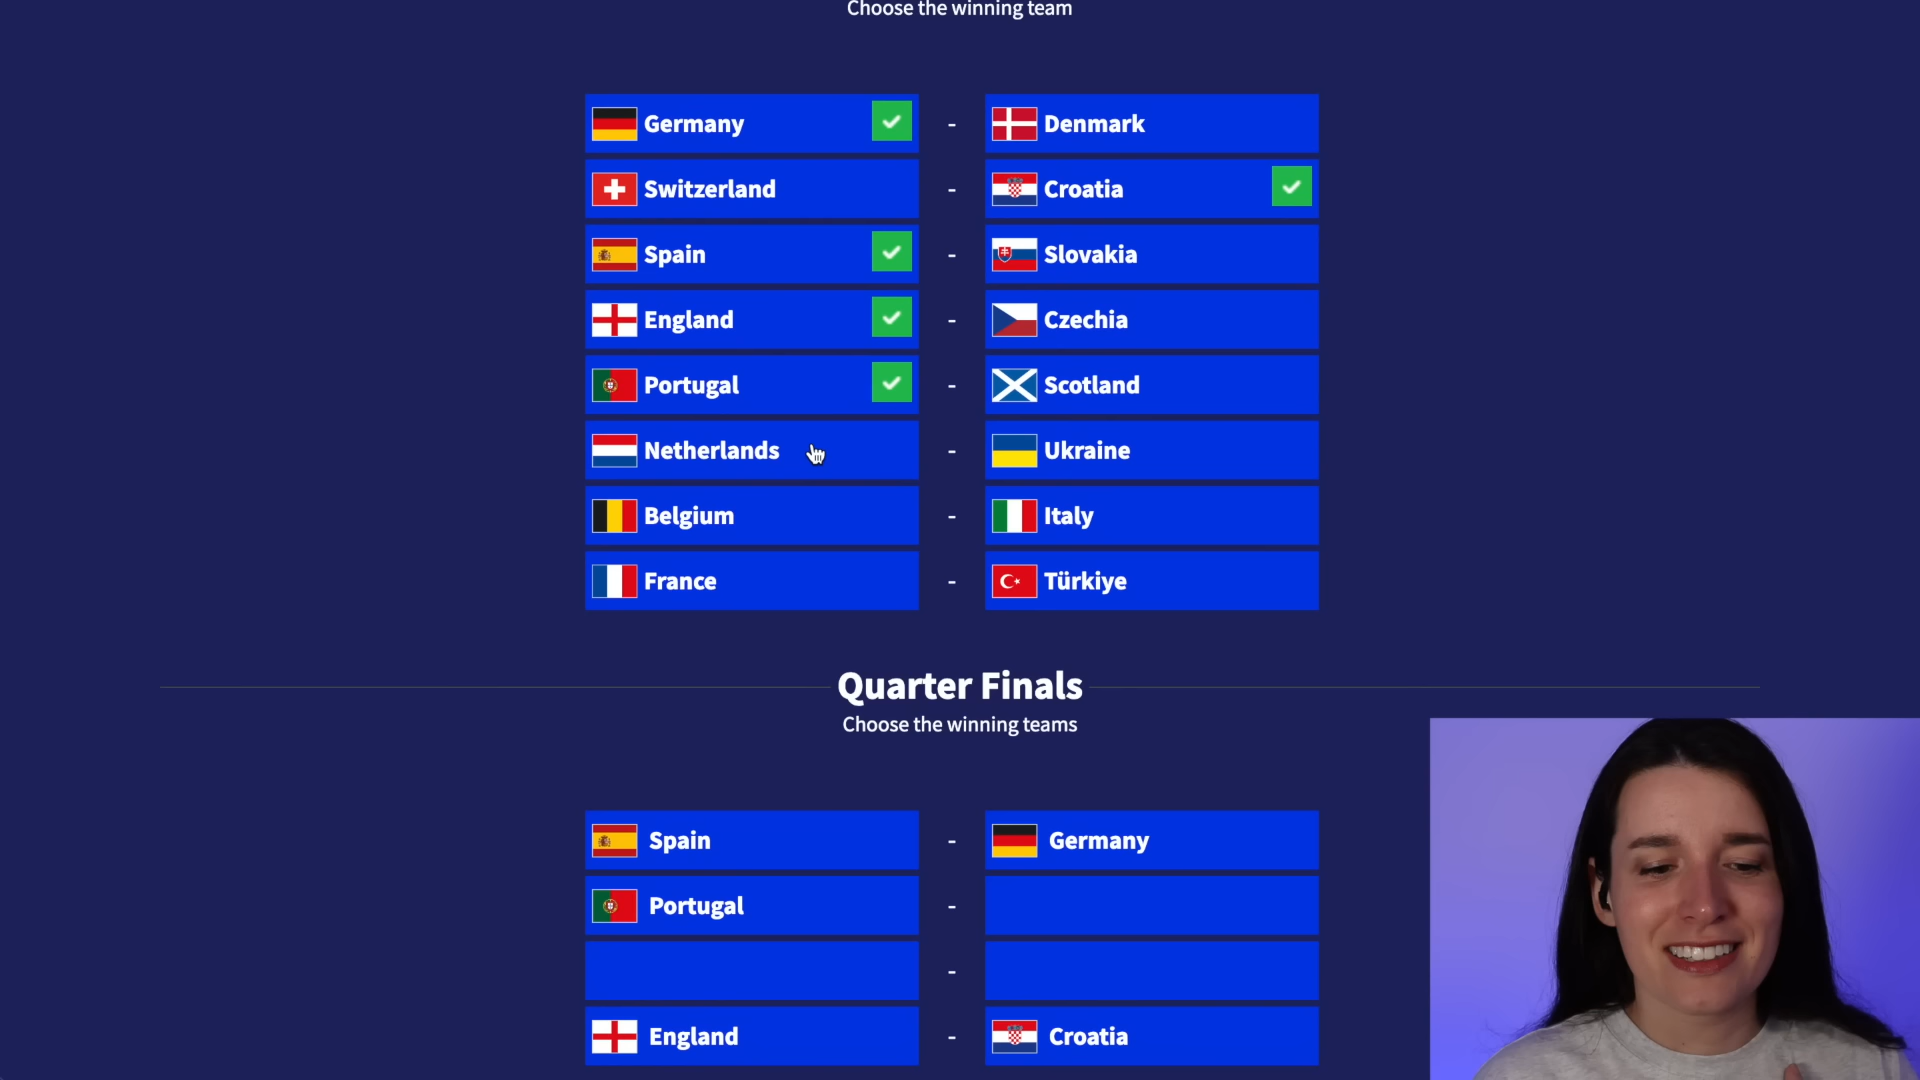 Choose the winning team
Germany - Denmark
Switzerland - Croatia
Spain - Slovakia
England - Czechia
Portugal - Scotland
Netherlands - Ukraine
Belgium - Italy
France - Türkiye
Quarter Finals
Choose the winning teams
Spain - Germany
Portugal -
-
England - Croatia